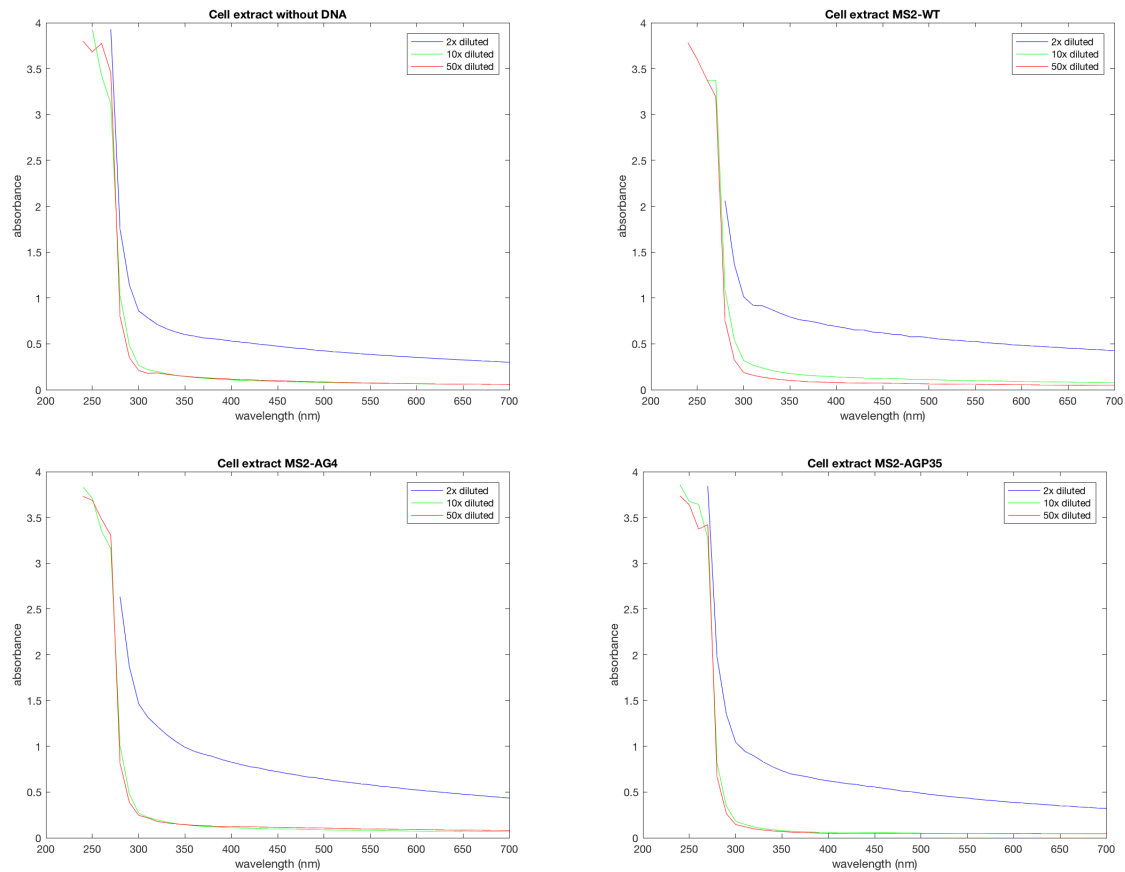 Cell extract without DNA
4
3.5
3
2.5
2
1.5
1
0.5
0
absorbance
2x diluted
10x diluted
50x diluted
200 250 300 350 400 450 500 550 600 650 700
wavelength (nm)
Cell extract MS2-WT
4
3.5
3
2.5
2
1.5
1
0.5
0
absorbance
2x diluted
10x diluted
50x diluted
200 250 300 350 400 450 500 550 600 650 700
wavelength (nm)
Cell extract MS2-AG4
4
3.5
3
2.5
2
1.5
1
0.5
0
absorbance
2x diluted
10x diluted
50x diluted
200 250 300 350 400 450 500 550 600 650 700
wavelength (nm)
Cell extract MS2-AGP35
4
3.5
3
2.5
2
1.5
1
0.5
0
absorbance
2x diluted
10x diluted
50x diluted
200 250 300 350 400 450 500 550 600 650 700
wavelength (nm)